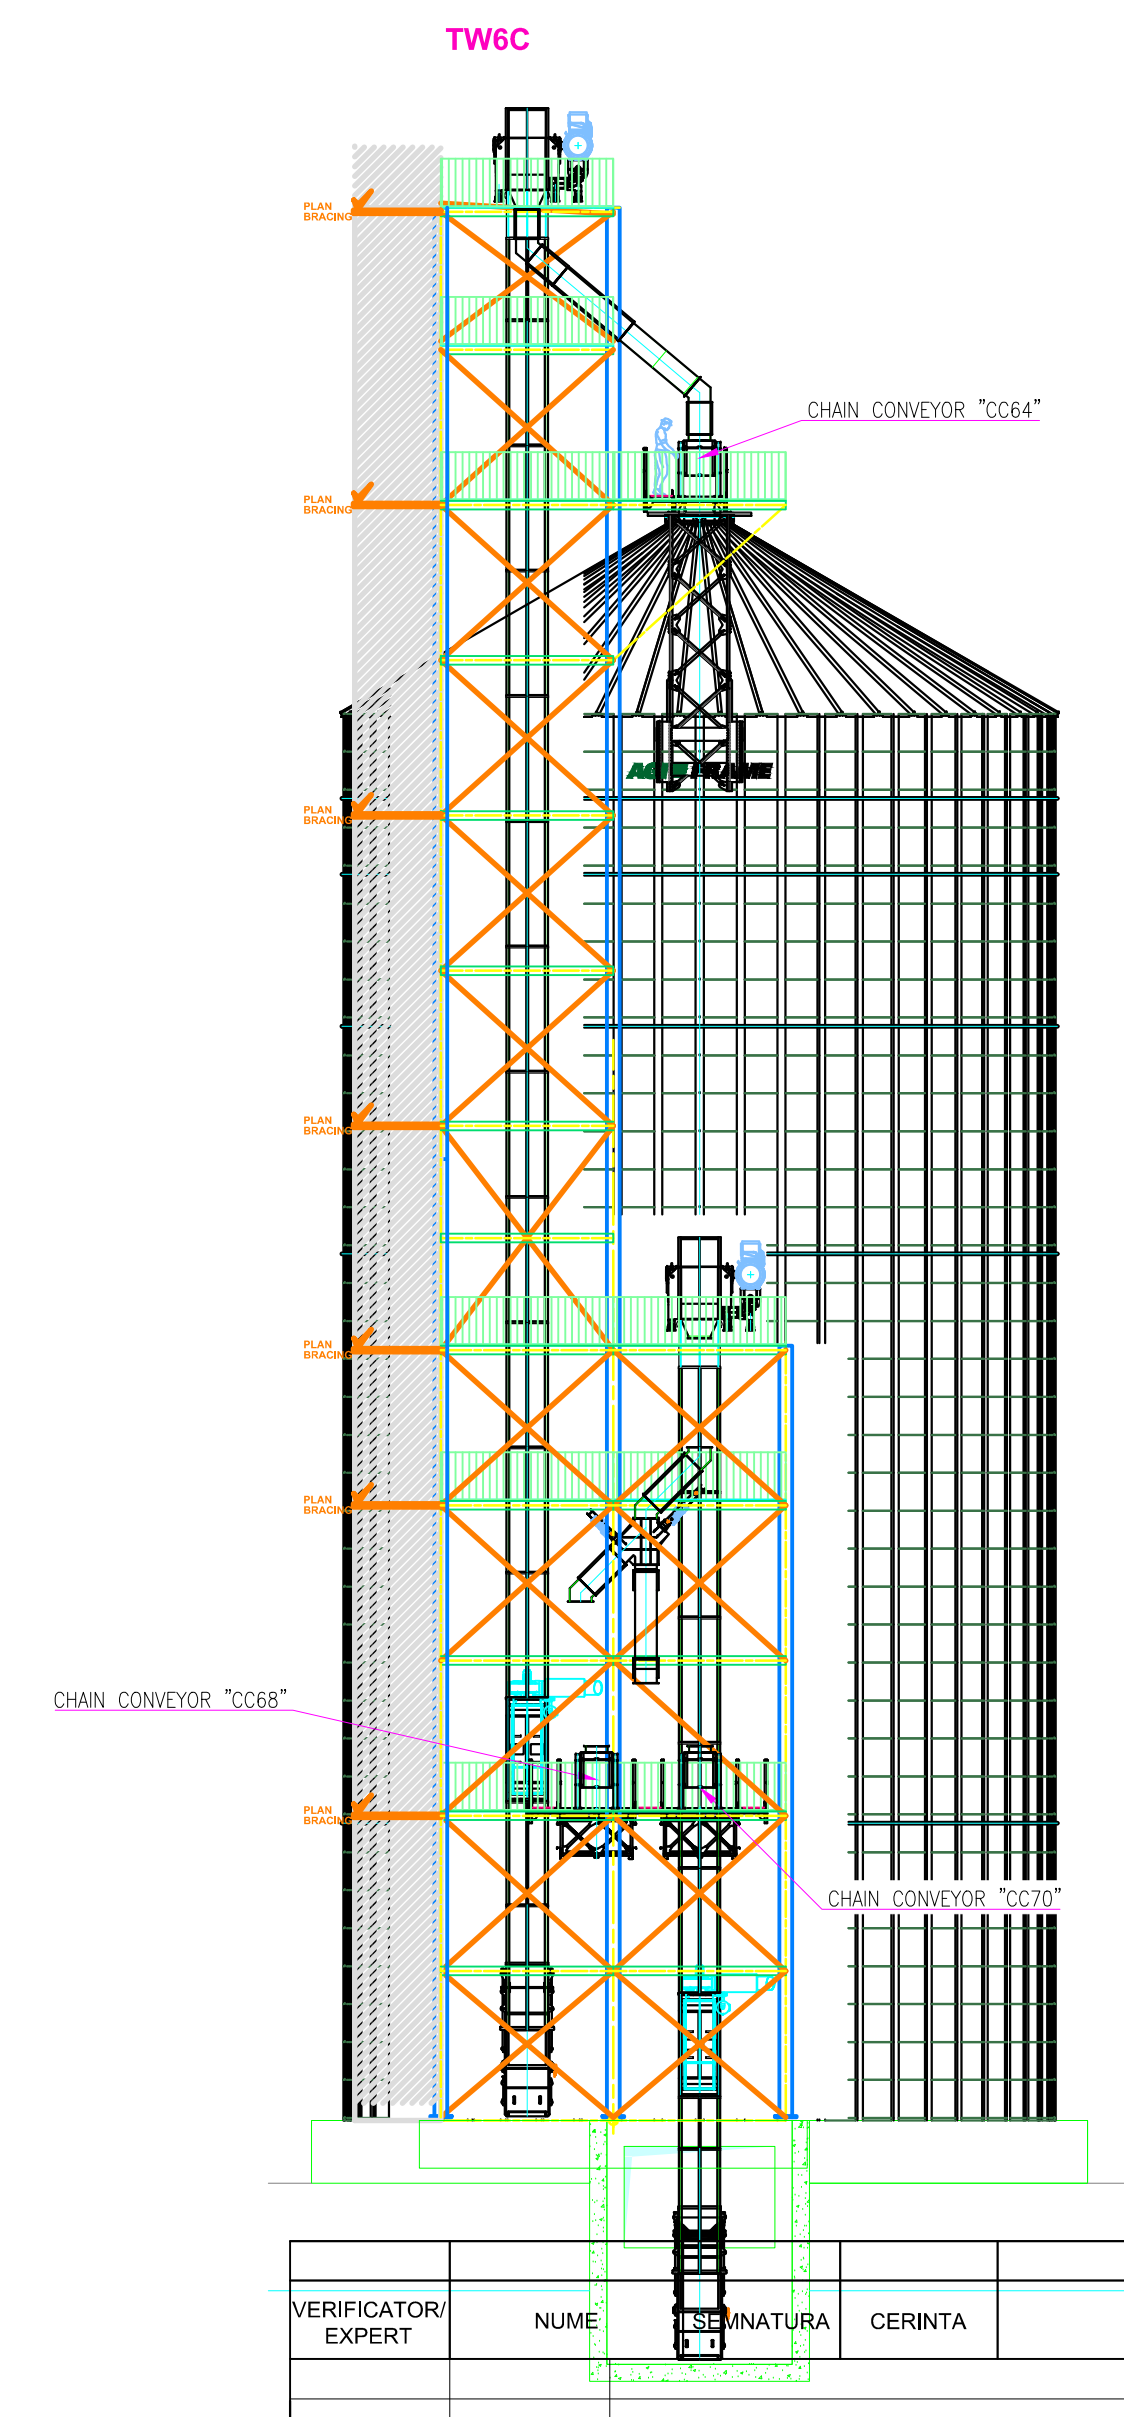 TW6C
PLAN
BRACING
CHAIN CONVEYOR "CC64"
PLAN
BRACING
PLAN
BRACING
PLAN
BRACING
PLAN
BRACING
PLAN
BRACING
CHAIN CONVEYOR "CC68"
PLAN
BRACING
CHAIN CONVEYOR "CC70"
VERIFICATOR/
EXPERT
NUME
SEMNATURA
CERINTA